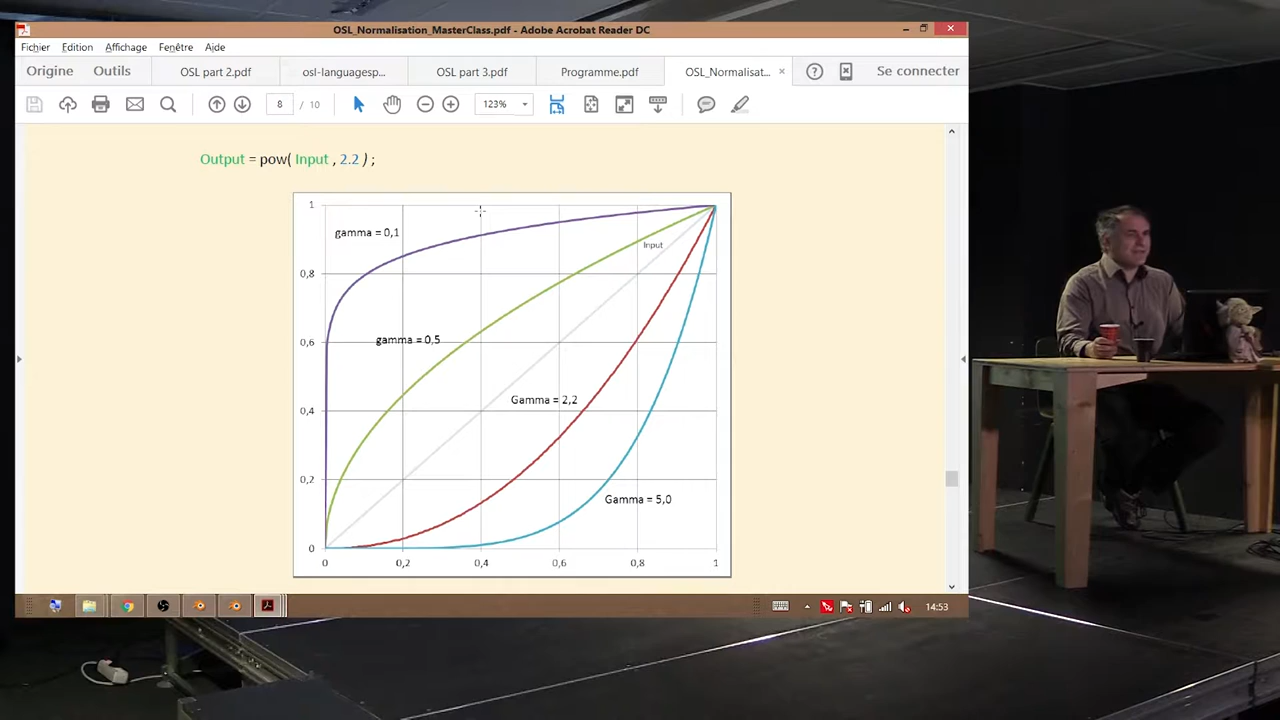 OSL_Normalisation_MasterClass.pdf - Adobe Acrobat Reader DC
Fichier Edition Affichage Fenêtre Aide
Origine Outils OSL part 2.pdf osl-languagesp... OSL part 3.pdf Programme.pdf OSL_Normalisat... × Se connecter
8 / 10 123%
Output = pow( Input , 2.2 ) ;
1
gamma = 0,1
Input
0,8
0,6
gamma = 0,5
0,4
Gamma = 2,2
0,2
Gamma = 5,0
0
0 0,2 0,4 0,6 0,8 1
14:53